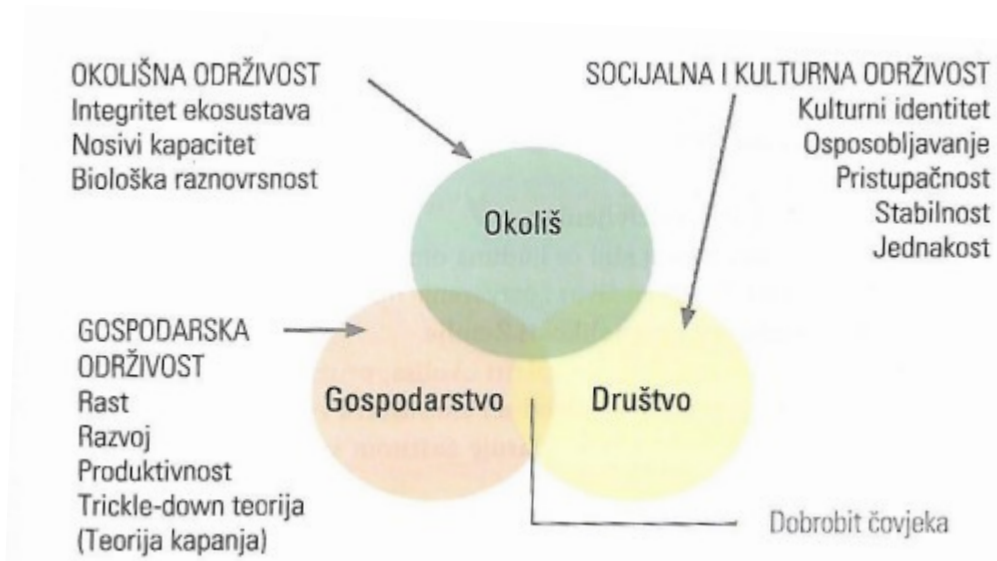 OKOLIŠNA ODRŽIVOST
Integritet ekosustava
Nosivi kapacitet
Biološka raznovrsnost
SOCIJALNA I KULTURNA ODRŽIVOST
Kulturni identitet
Osposobljavanje
Pristupačnost
Stabilnost
Jednakost
Okoliš
GOSPODARSKA
ODRŽIVOST
Rast
Razvoj
Produktivnost
Trickle-down teorija
(Teorija kapanja)
Gospodarstvo
Društvo
Dobrobit čovjeka